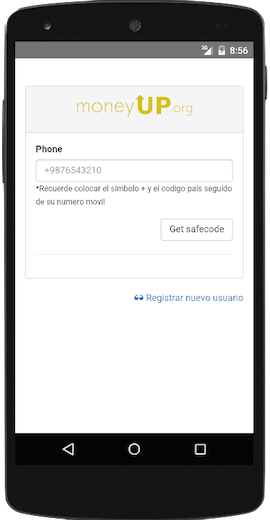 3G 8:56
moneyUP.org
Phone
+9876543210
*Recuerde colocar el simbolo + y el codigo pais seguido
de su numero movil
Get safecode
Registrar nuevo usuario